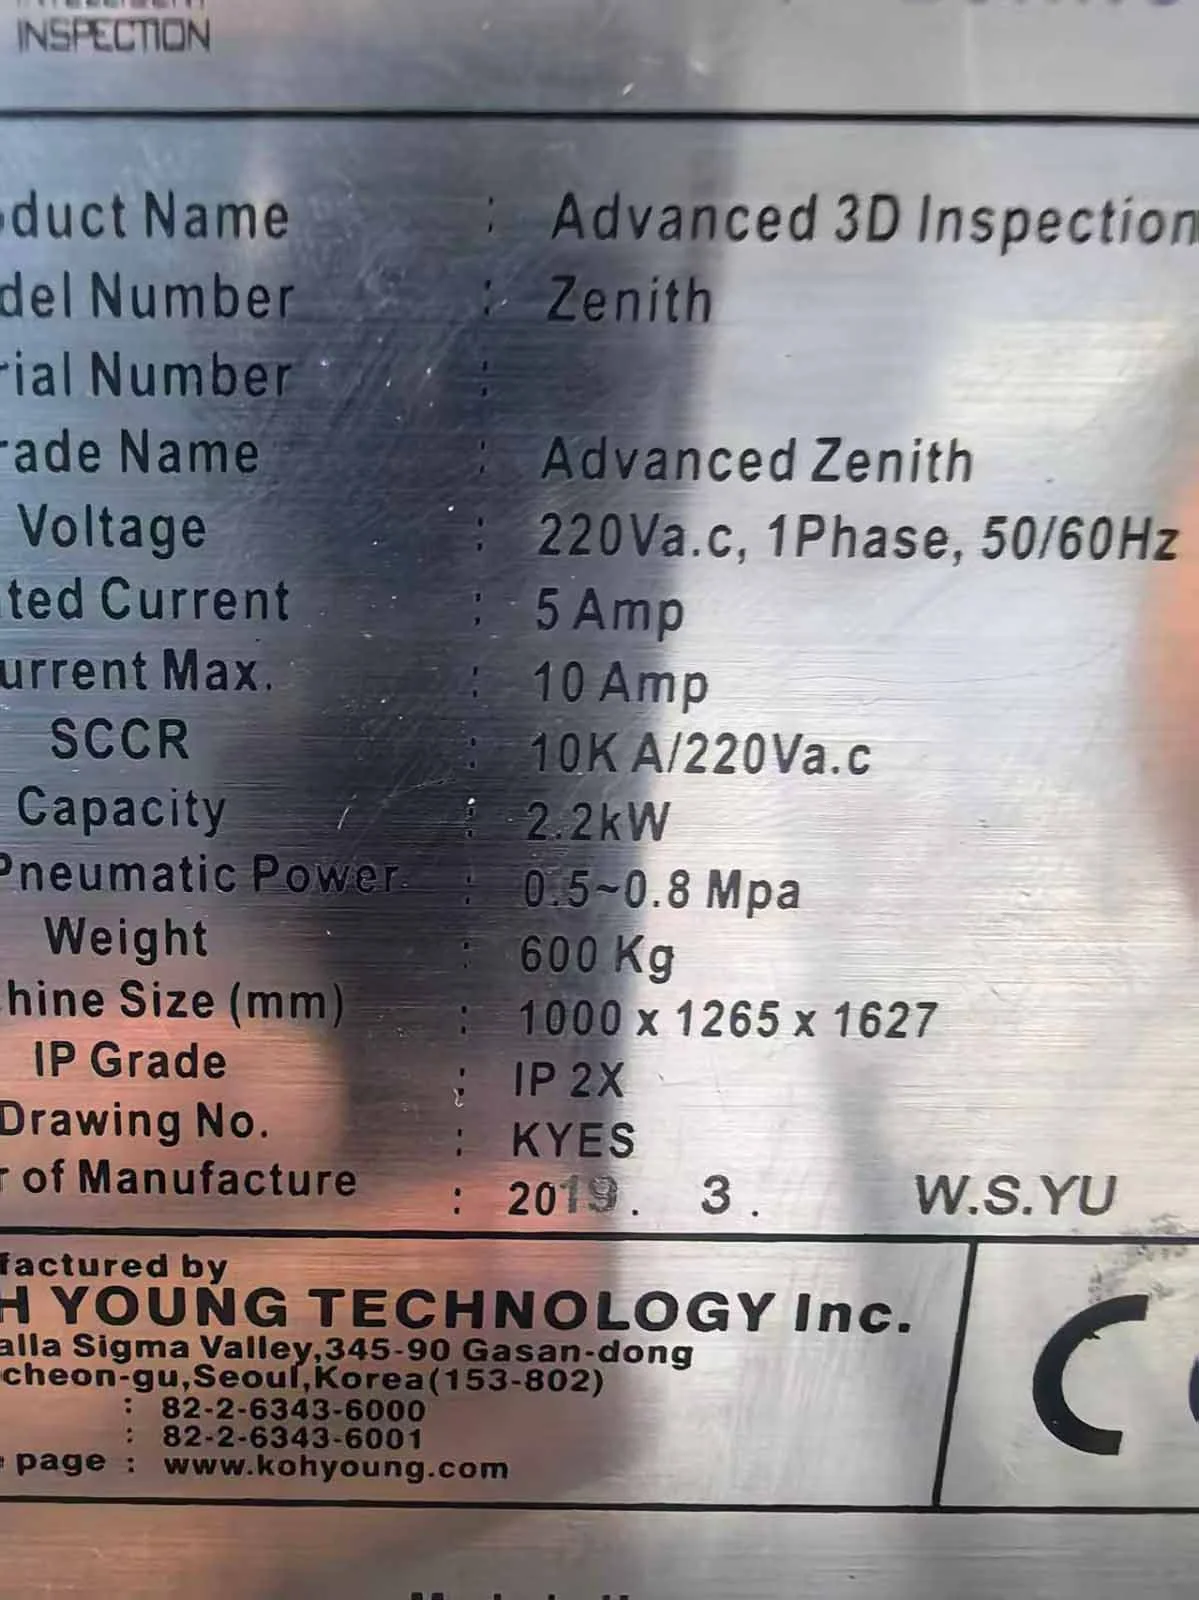 INSPECTION
duct Name : Advanced 3D Inspection
del Number : Zenith
rial Number :
rade Name : Advanced Zenith
Voltage : 220Va.c, 1Phase, 50/60Hz
ted Current : 5 Amp
urrent Max. : 10 Amp
SCCR : 10K A/220Va.c
Capacity : 2.2kW
Pneumatic Power : 0.5~0.8 Mpa
Weight : 600 Kg
hine Size (mm) : 1000 x 1265 x 1627
IP Grade : IP 2X
Drawing No. : KYES
r of Manufacture : 2019. 3. W.S.YU
factured by
H YOUNG TECHNOLOGY Inc.
alla Sigma Valley,345-90 Gasan-dong
cheon-gu,Seoul,Korea(153-802)
: 82-2-6343-6000
: 82-2-6343-6001
page : www.kohyoung.com